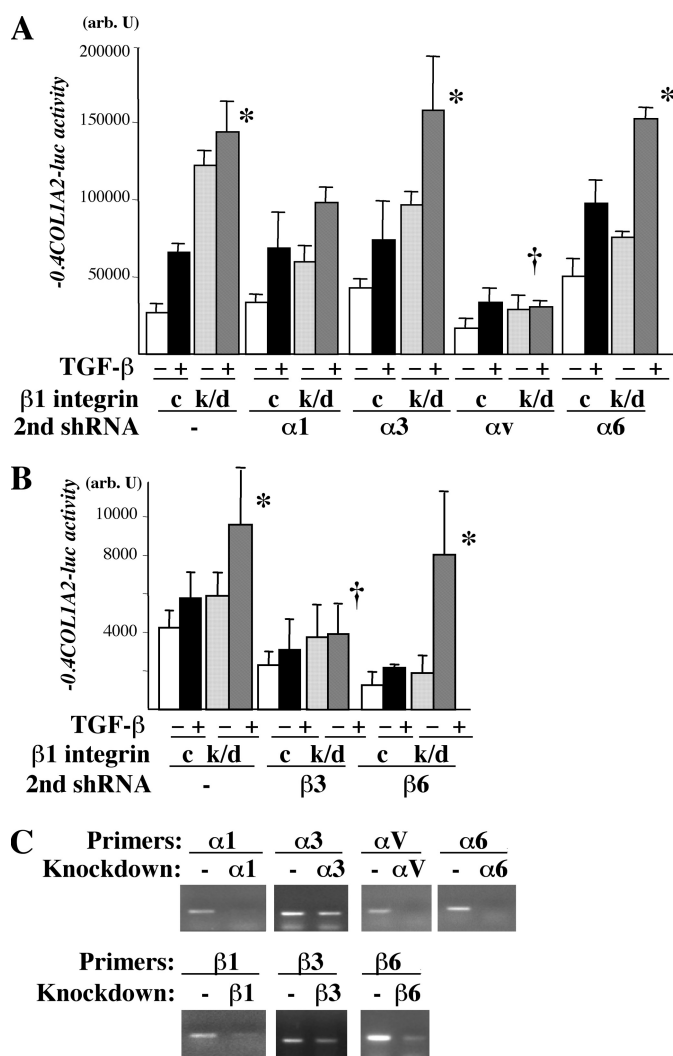 A
(arb. U)
-0.4COL1A2-luc activity
200000
150000
100000
50000
*
*
†
*
TGF-β − + − + − + − + − + − + − + − + − + − +
β1 integrin c k/d c k/d c k/d c k/d c k/d
2nd shRNA - α1 α3 αv α6
B
(arb. U)
-0.4COL1A2-luc activity
10000
8000
4000
*
†
*
TGF-β − + − + − + − + − + − +
β1 integrin c k/d c k/d c k/d
2nd shRNA - β3 β6
C
Primers: α1 α3 αV α6
Knockdown: - α1 - α3 - αV - α6
Primers: β1 β3 β6
Knockdown: - β1 - β3 - β6